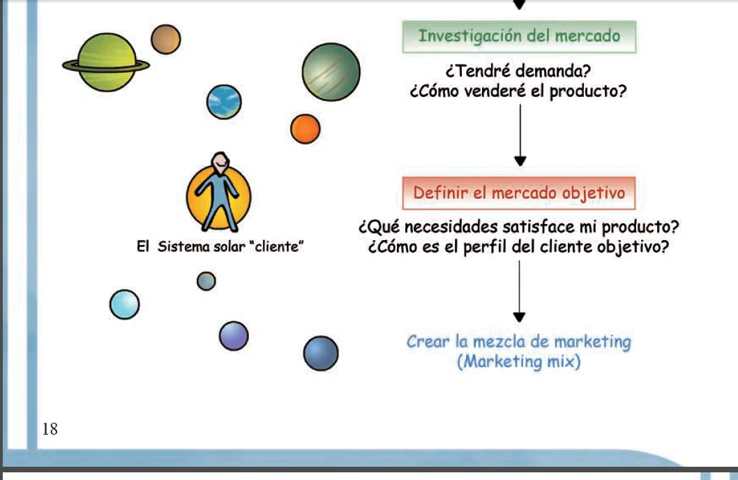 Investigación del mercado
¿Tendré demanda?
¿Cómo venderé el producto?
Definir el mercado objetivo
¿Qué necesidades satisface mi producto?
¿Cómo es el perfil del cliente objetivo?
El Sistema solar "cliente"
Crear la mezcla de marketing
(Marketing mix)
18